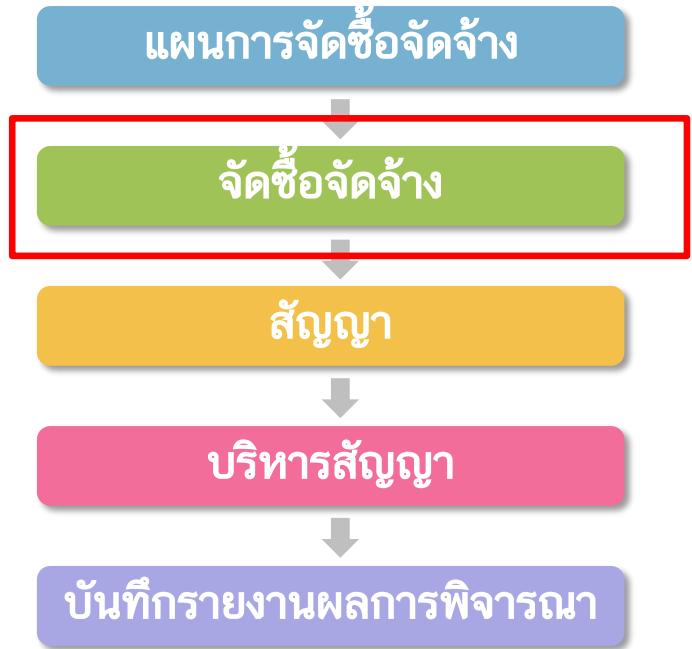 แผนการจัดซื้อจัดจ้าง
จัดซื้อจัดจ้าง
สัญญา
บริหารสัญญา
บันทึกรายงานผลการพิจารณา